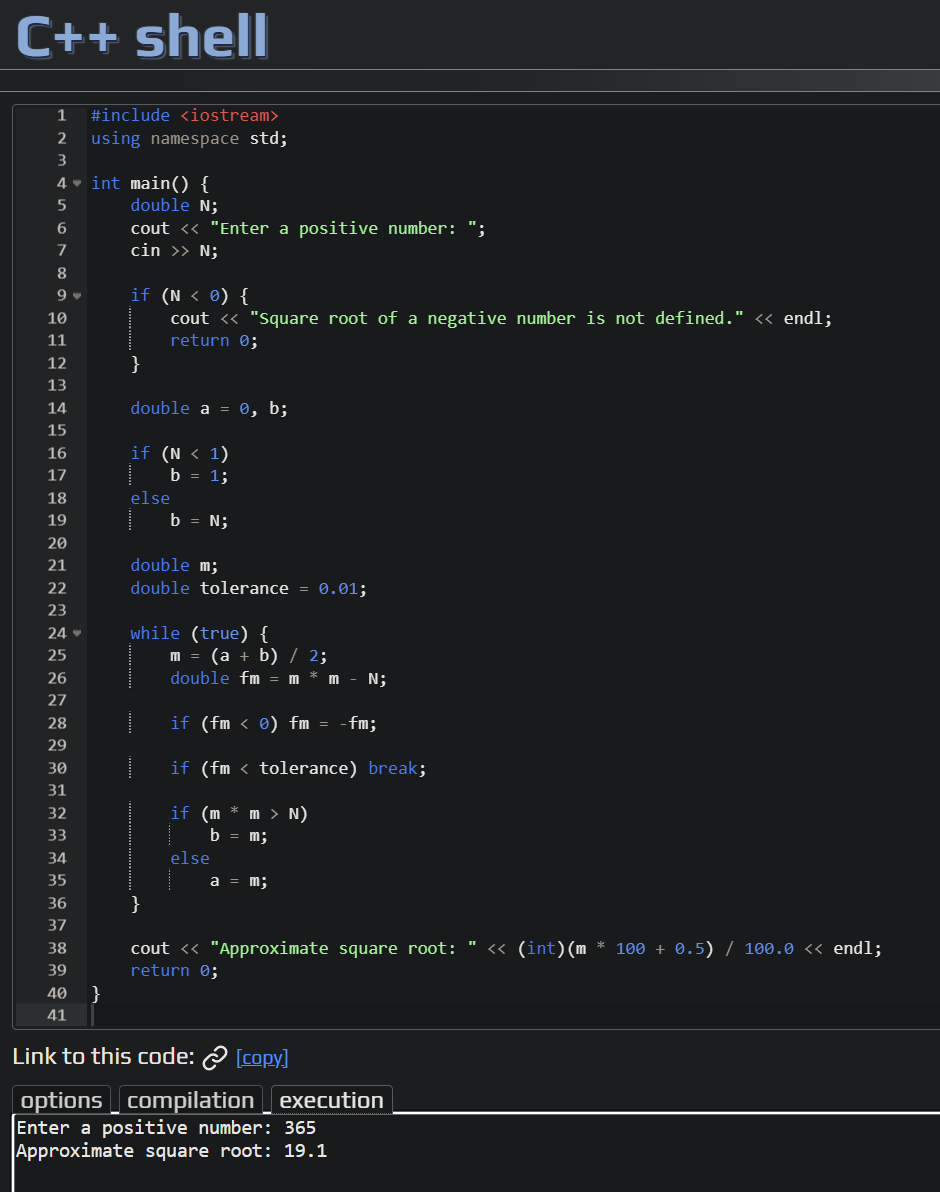 C++ shell
1 #include <iostream>
2 using namespace std;
3
4 int main() {
5     double N;
6     cout << "Enter a positive number: ";
7     cin >> N;
8
9     if (N < 0) {
10         cout << "Square root of a negative number is not defined." << endl;
11         return 0;
12     }
13
14     double a = 0, b;
15
16     if (N < 1)
17         b = 1;
18     else
19         b = N;
20
21     double m;
22     double tolerance = 0.01;
23
24     while (true) {
25         m = (a + b) / 2;
26         double fm = m * m - N;
27
28         if (fm < 0) fm = -fm;
29
30         if (fm < tolerance) break;
31
32         if (m * m > N)
33             b = m;
34         else
35             a = m;
36     }
37
38     cout << "Approximate square root: " << (int)(m * 100 + 0.5) / 100.0 << endl;
39     return 0;
40 }
41
Link to this code: [copy]
options compilation execution
Enter a positive number: 365
Approximate square root: 19.1